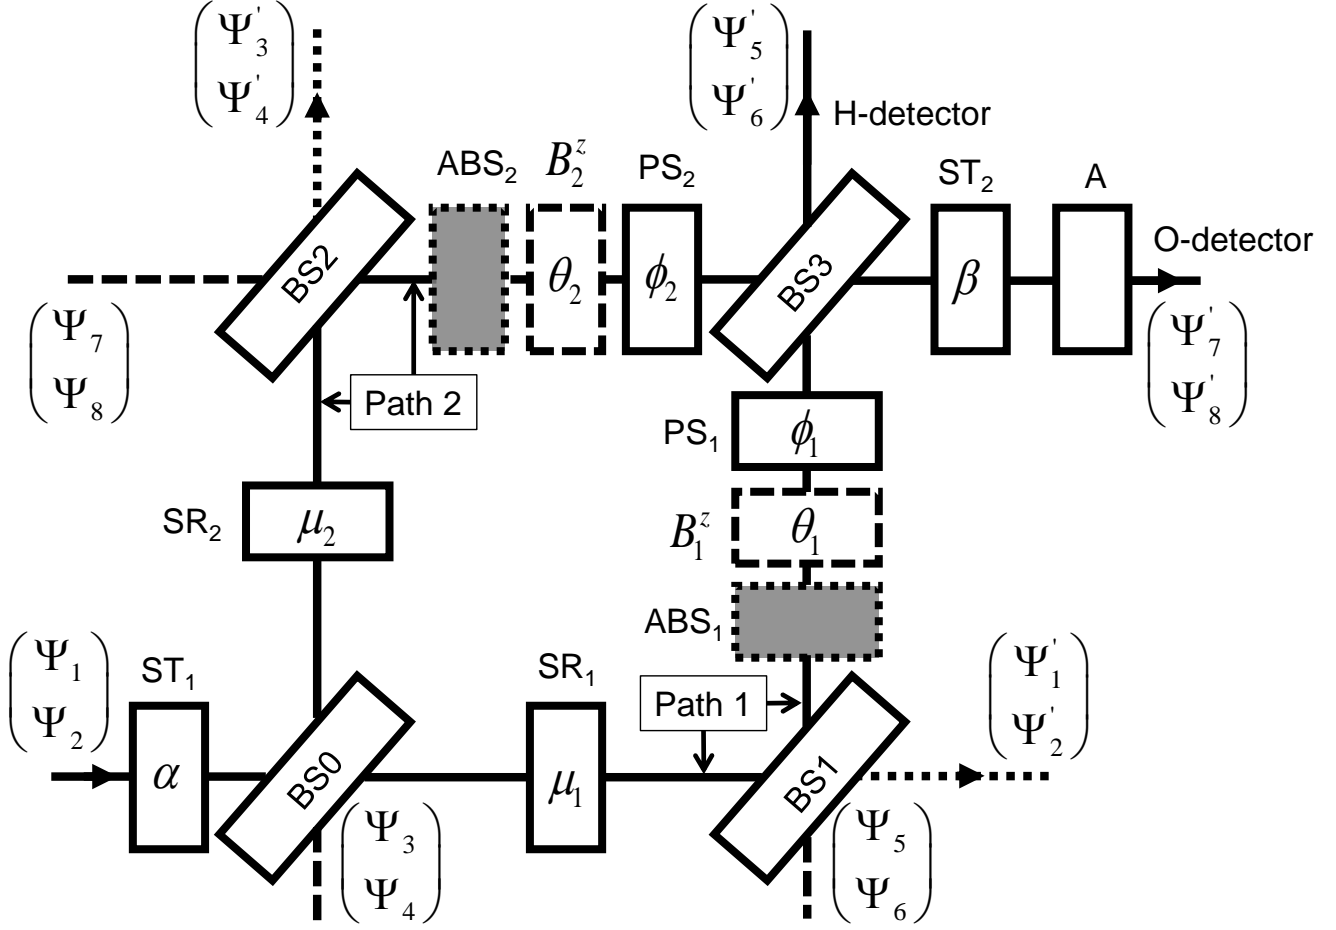 Ψ'₃
Ψ'₄
Ψ'₅
Ψ'₆
H-detector
ABS₂
B₂ᶻ
PS₂
ST₂
A
O-detector
BS2
θ₂
ϕ₂
BS3
β
Ψ₇
Ψ₈
Ψ'₇
Ψ'₈
Path 2
PS₁
ϕ₁
SR₂
μ₂
B₁ᶻ
θ₁
ABS₁
Ψ₁
Ψ₂
ST₁
SR₁
Path 1
Ψ'₁
Ψ'₂
α
BS0
μ₁
BS1
Ψ₃
Ψ₄
Ψ₅
Ψ₆